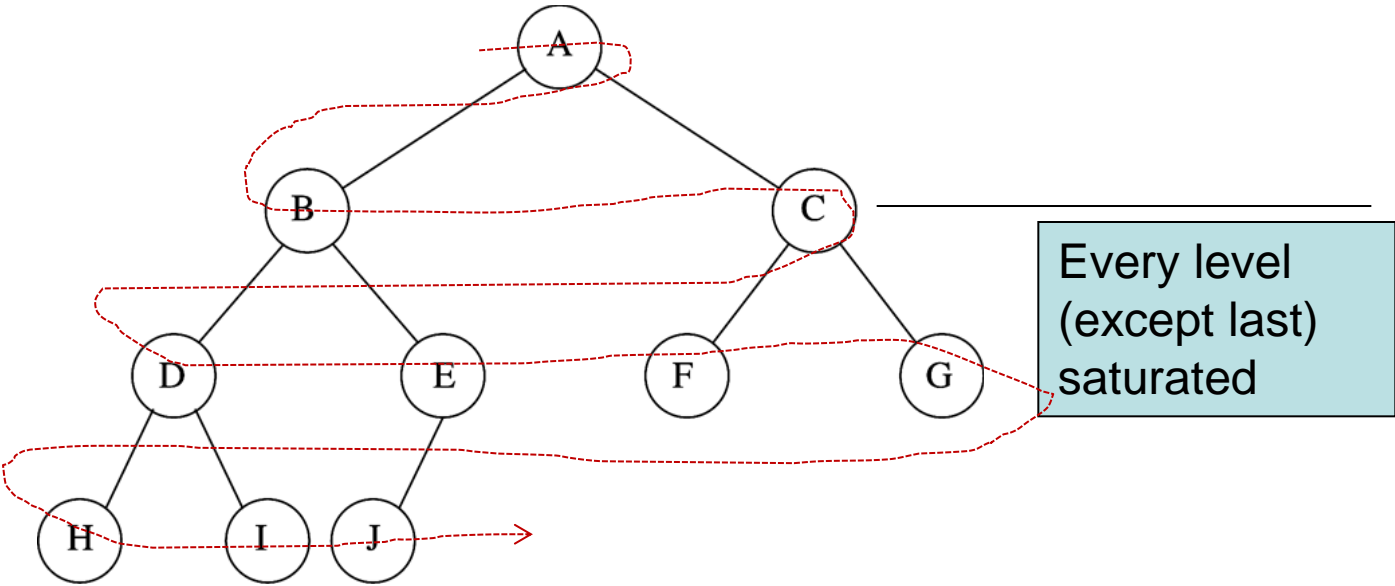 A
B
C
Every level
(except last)
saturated
D
E
F
G
H
I
J